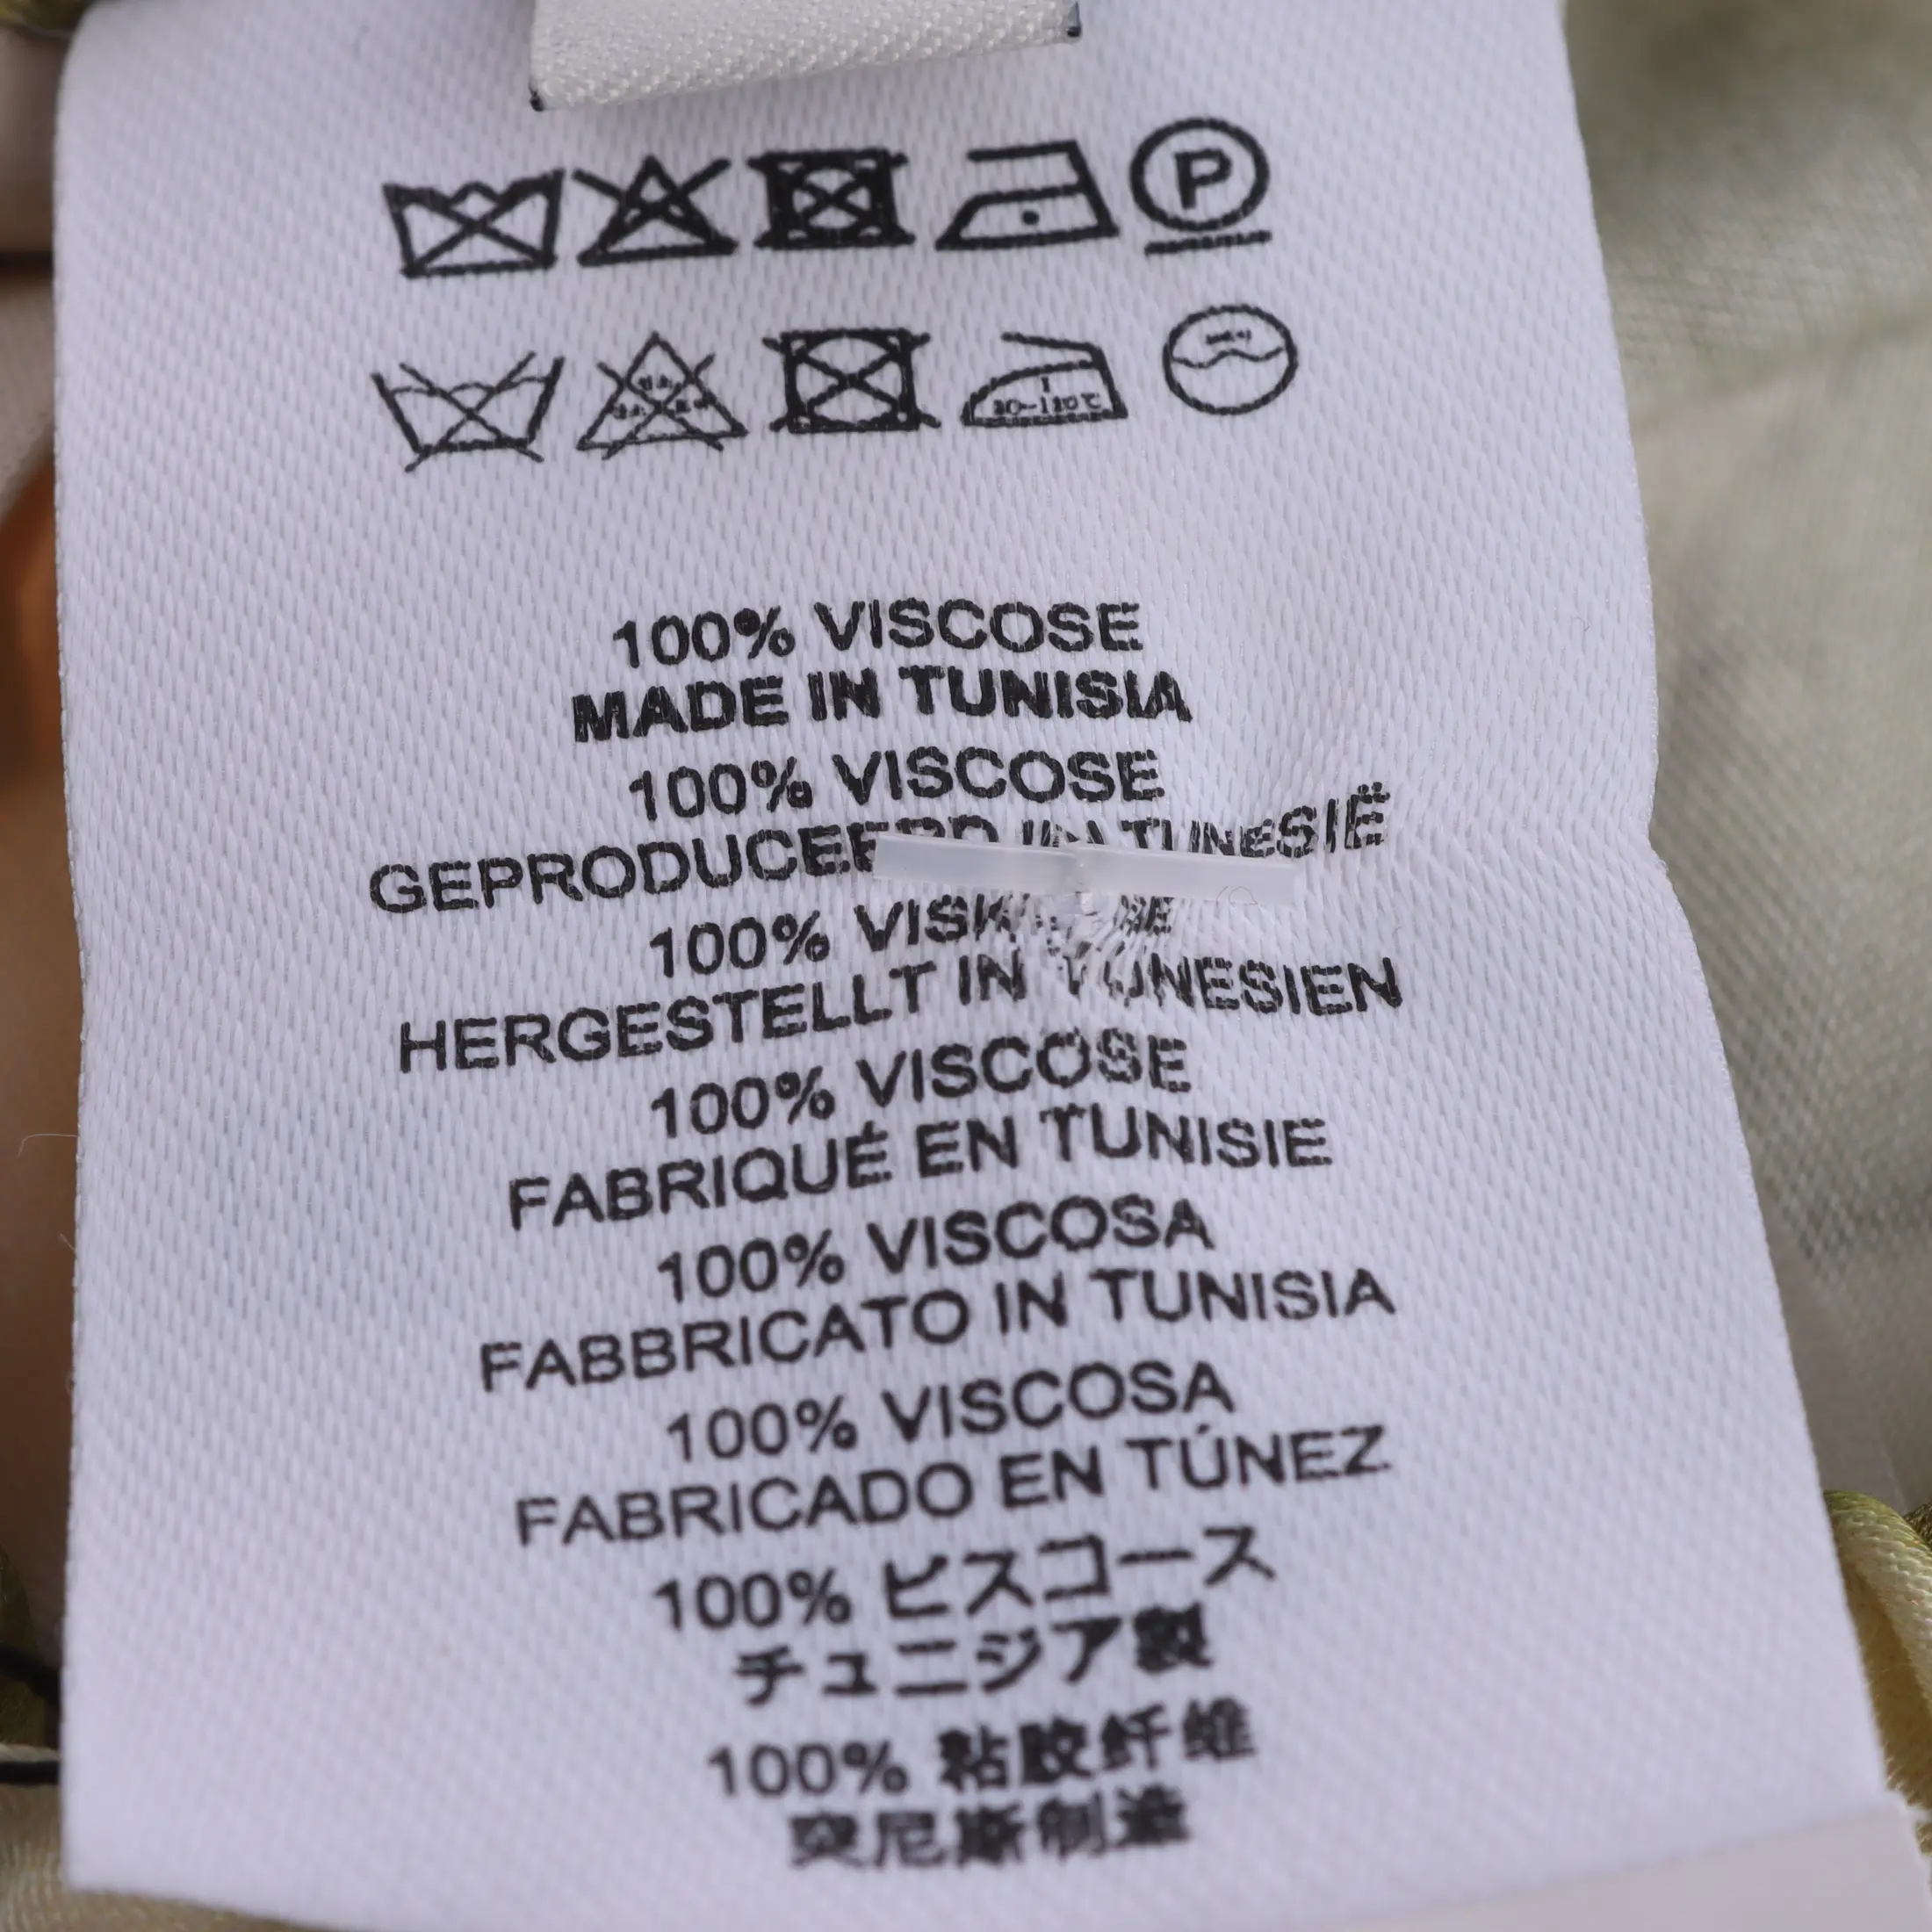 P
100% VISCOSE
MADE IN TUNISIA
100% VISCOSE
GEPRODUCEERD IN TUNESIË
100% VISKOSE
HERGESTELLT IN TUNESIEN
100% VISCOSE
FABRIQUÉ EN TUNISIE
100% VISCOSA
FABBRICATO IN TUNISIA
100% VISCOSA
FABRICADO EN TÚNEZ
100% ビスコース
チュニジア製
100% 粘胶纤维
突尼斯制造